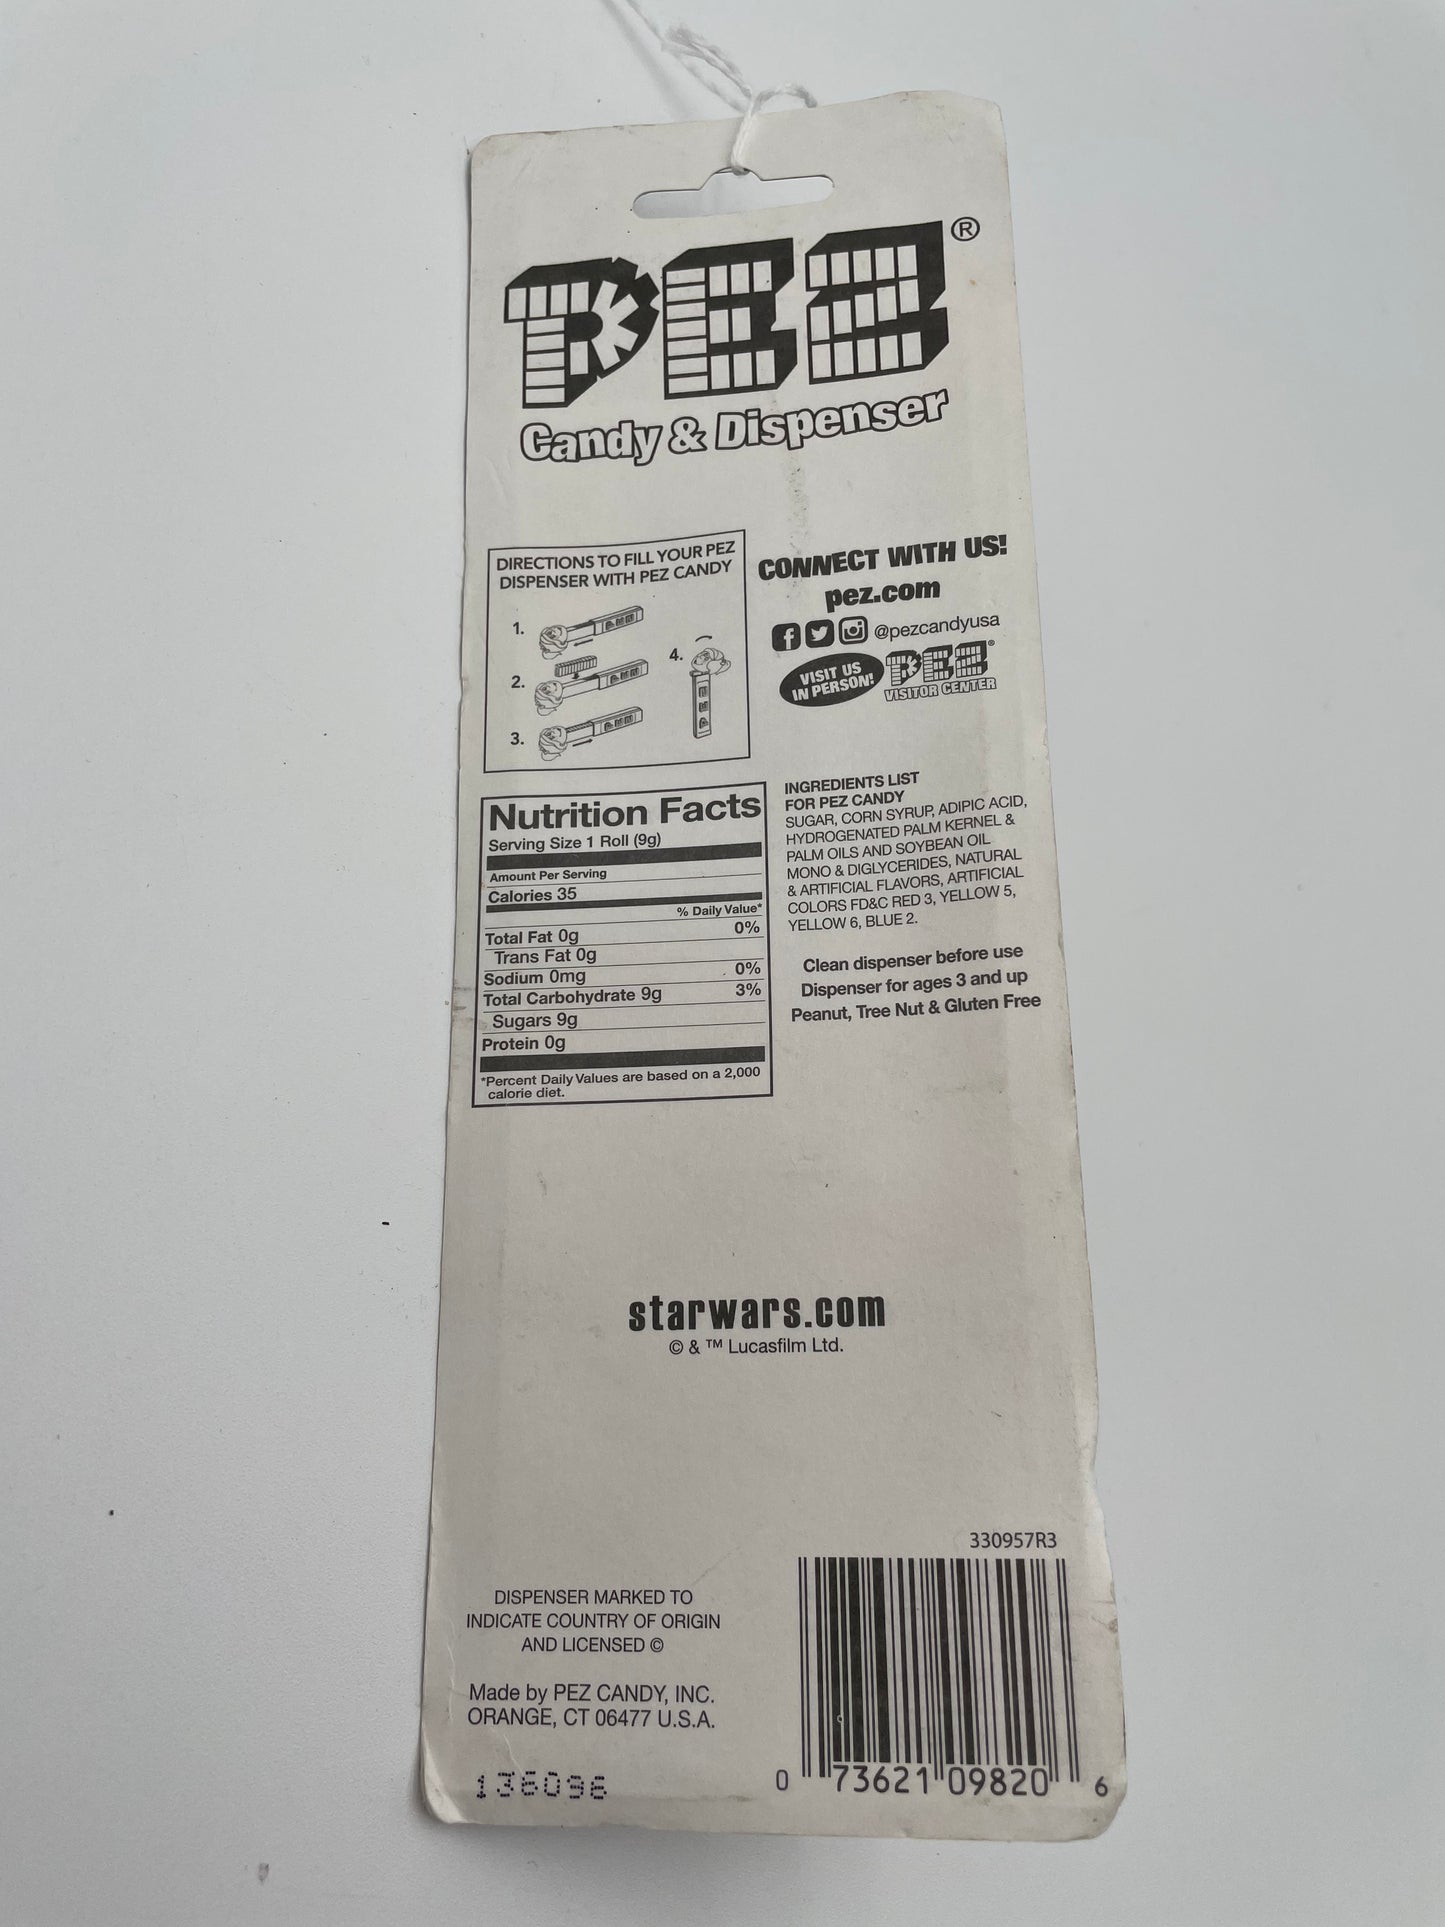 PEZ®
Candy & Dispenser
DIRECTIONS TO FILL YOUR PEZ
DISPENSER WITH PEZ CANDY
1.
2.
3.
4.
CONNECT WITH US!
pez.com
@pezcandyusa
VISIT US
IN PERSON!
PEZ®
VISITOR CENTER
Nutrition Facts
Serving Size 1 Roll (9g)
Amount Per Serving
Calories 35
% Daily Value*
Total Fat 0g 0%
Trans Fat 0g
Sodium 0mg 0%
Total Carbohydrate 9g 3%
Sugars 9g
Protein 0g
*Percent Daily Values are based on a 2,000
calorie diet.
INGREDIENTS LIST
FOR PEZ CANDY
SUGAR, CORN SYRUP, ADIPIC ACID,
HYDROGENATED PALM KERNEL &
PALM OILS AND SOYBEAN OIL
MONO & DIGLYCERIDES, NATURAL
& ARTIFICIAL FLAVORS, ARTIFICIAL
COLORS FD&C RED 3, YELLOW 5,
YELLOW 6, BLUE 2.
Clean dispenser before use
Dispenser for ages 3 and up
Peanut, Tree Nut & Gluten Free
starwars.com
© & ™ Lucasfilm Ltd.
DISPENSER MARKED TO
INDICATE COUNTRY OF ORIGIN
AND LICENSED ©
Made by PEZ CANDY, INC.
ORANGE, CT 06477 U.S.A.
136096
330957R3
0 73621 09820 6